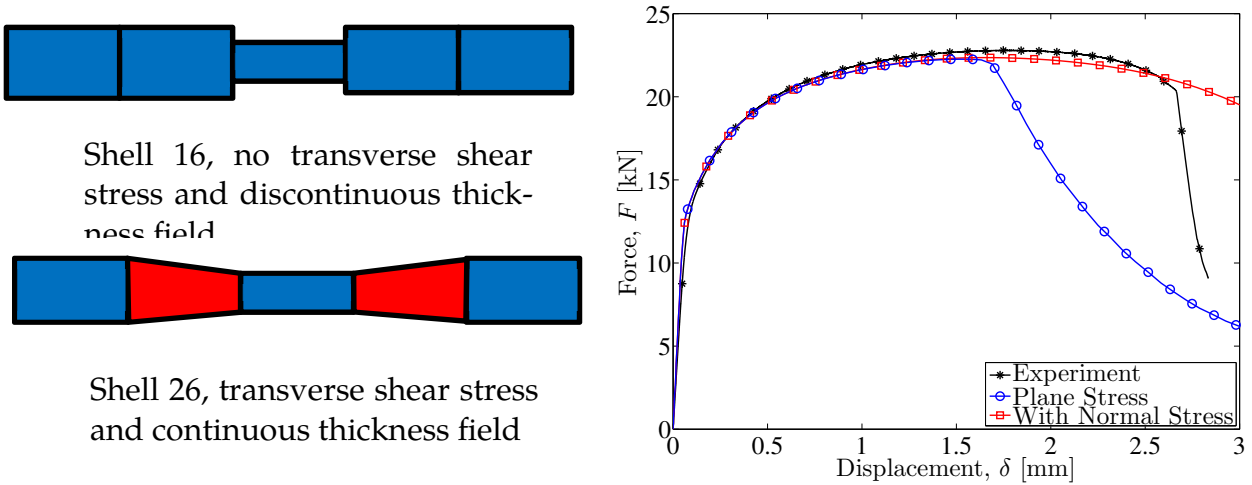 Shell 16, no transverse shear
stress and discontinuous thick-
ness field
Shell 26, transverse shear stress
and continuous thickness field
25
20
15
10
5
0
0 0.5 1 1.5 2 2.5 3
Force, F [kN]
Displacement, δ [mm]
Experiment
Plane Stress
With Normal Stress